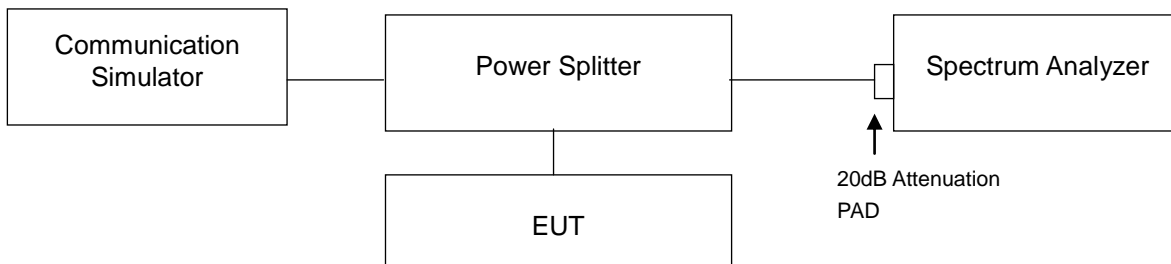 Communication
Simulator
Power Splitter
Spectrum Analyzer
20dB Attenuation
PAD
EUT